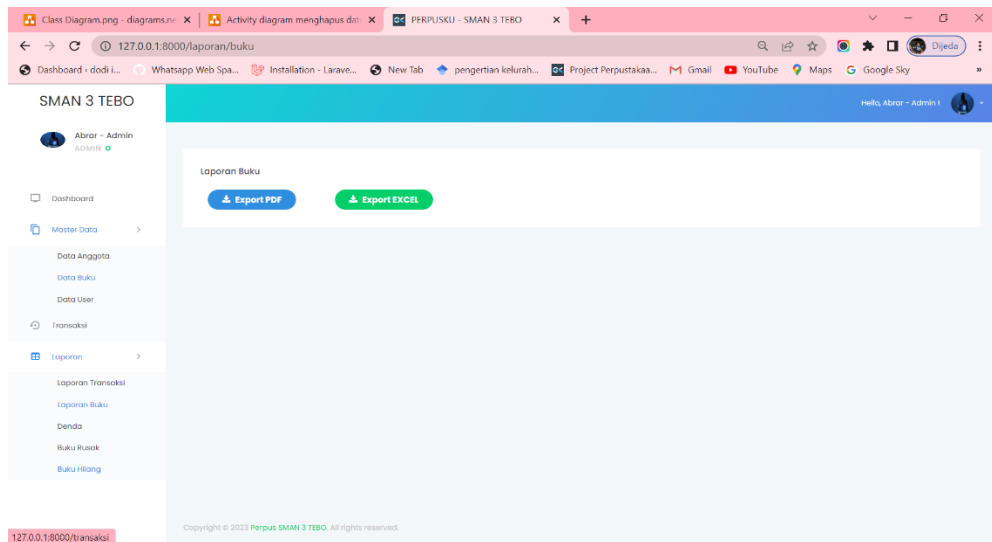 Class Diagram.png - diagrams.ne
Activity diagram menghapus dat
PERPUSKU - SMAN 3 TEBO
127.0.0.1:8000/laporan/buku
Dijeda
Dashboard ‹ dodi i...
Whatsapp Web Spa...
Installation - Larave...
New Tab
pengertian kelurah...
Project Perpustakaa...
Gmail
YouTube
Maps
Google Sky
»
SMAN 3 TEBO
Hello, Abrar - Admin !
Abrar - Admin
ADMIN
Laporan Buku
Export PDF
Export EXCEL
Dashboard
Master Data
Data Anggota
Data Buku
Data User
Transaksi
Laporan
Laporan Transaksi
Laporan Buku
Denda
Buku Rusak
Buku Hilang
Copyright © 2023 Perpus SMAN 3 TEBO. All rights reserved.
127.0.0.1:8000/transaksi